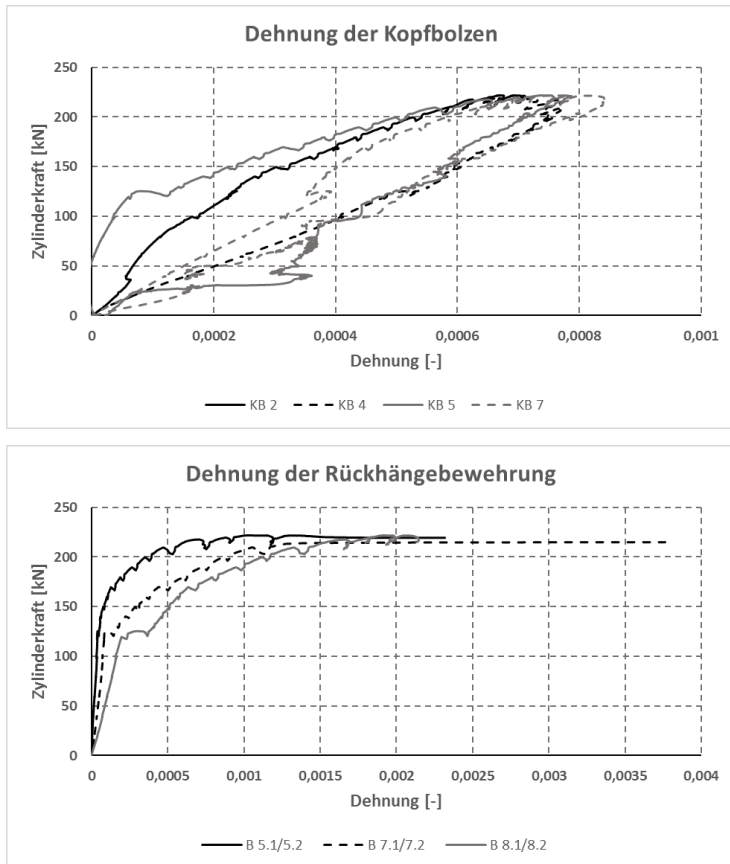 Dehnung der Kopfbolzen
250
200
150
100
50
0
Zylinderkraft [kN]
0 0,0002 0,0004 0,0006 0,0008 0,001
Dehnung [-]
KB 2 KB 4 KB 5 KB 7
Dehnung der Rückhängebewehrung
250
200
150
100
50
0
Zylinderkraft [kN]
0 0,0005 0,001 0,0015 0,002 0,0025 0,003 0,0035 0,004
Dehnung [-]
B 5.1/5.2 B 7.1/7.2 B 8.1/8.2